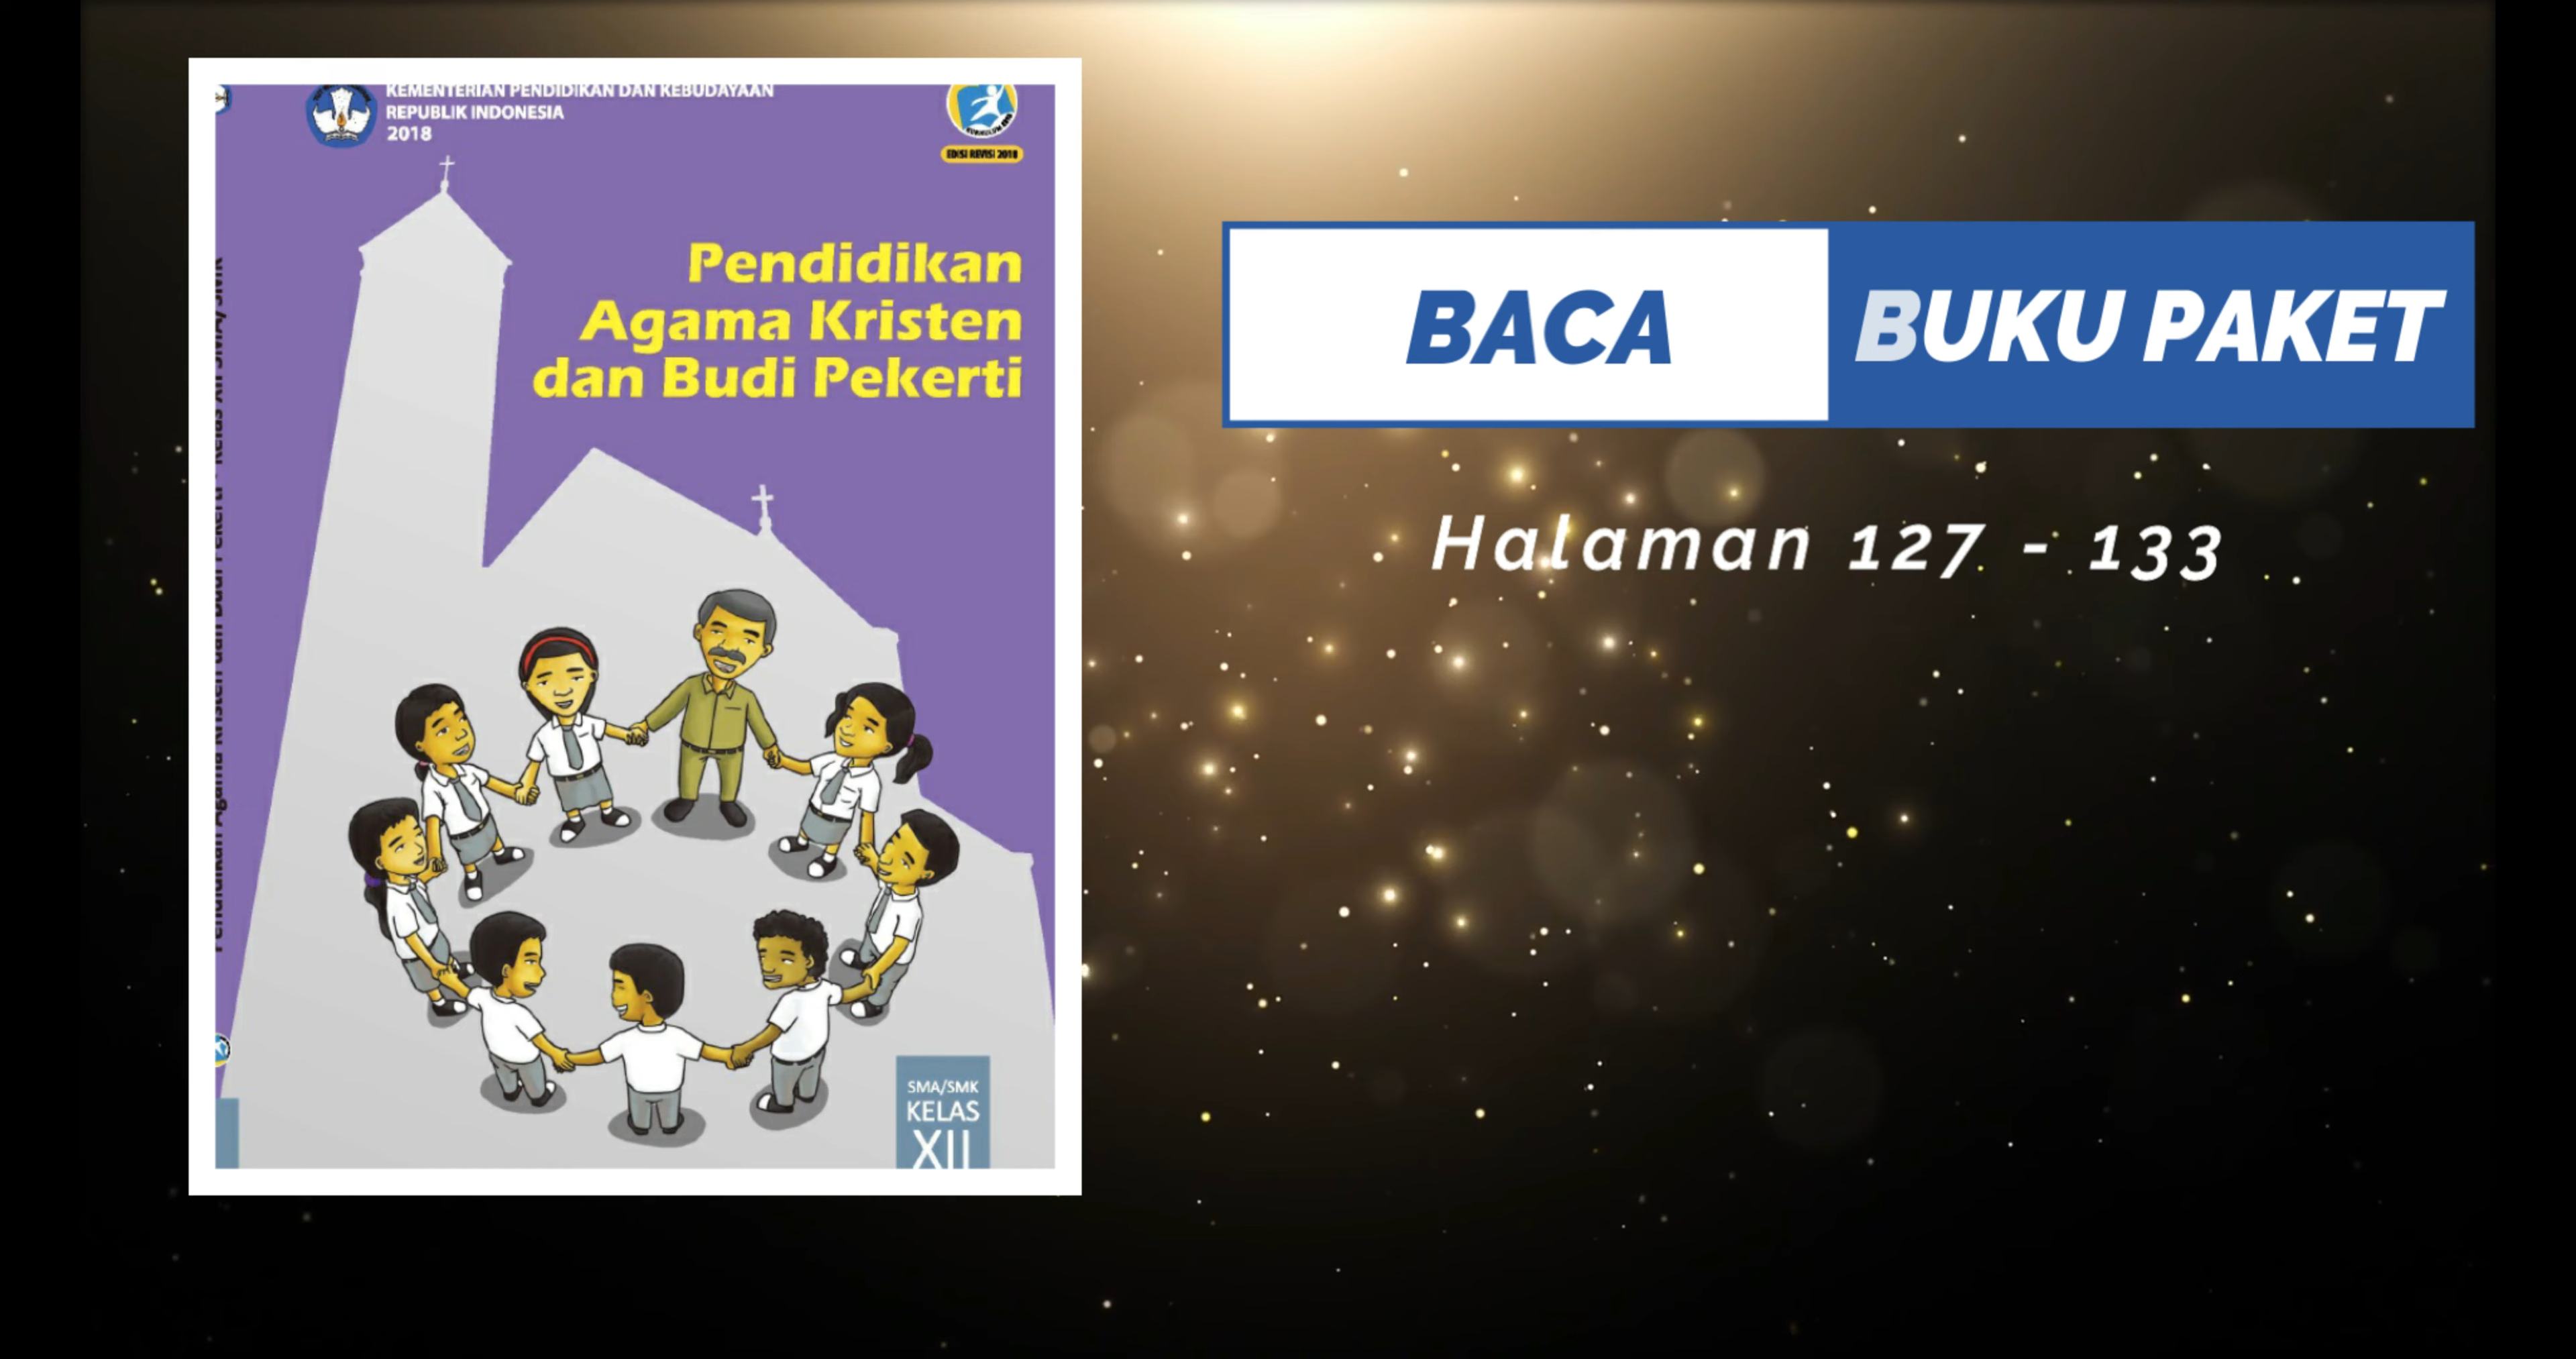 KEMENTERIAN PENDIDIKAN DAN KEBUDAYAAN
REPUBLIK INDONESIA
2018
EDISI REVISI 2018
Pendidikan
Agama Kristen
dan Budi Pekerti
SMA/SMK
KELAS
XII
BACA
BUKU PAKET
Halaman 127 - 133